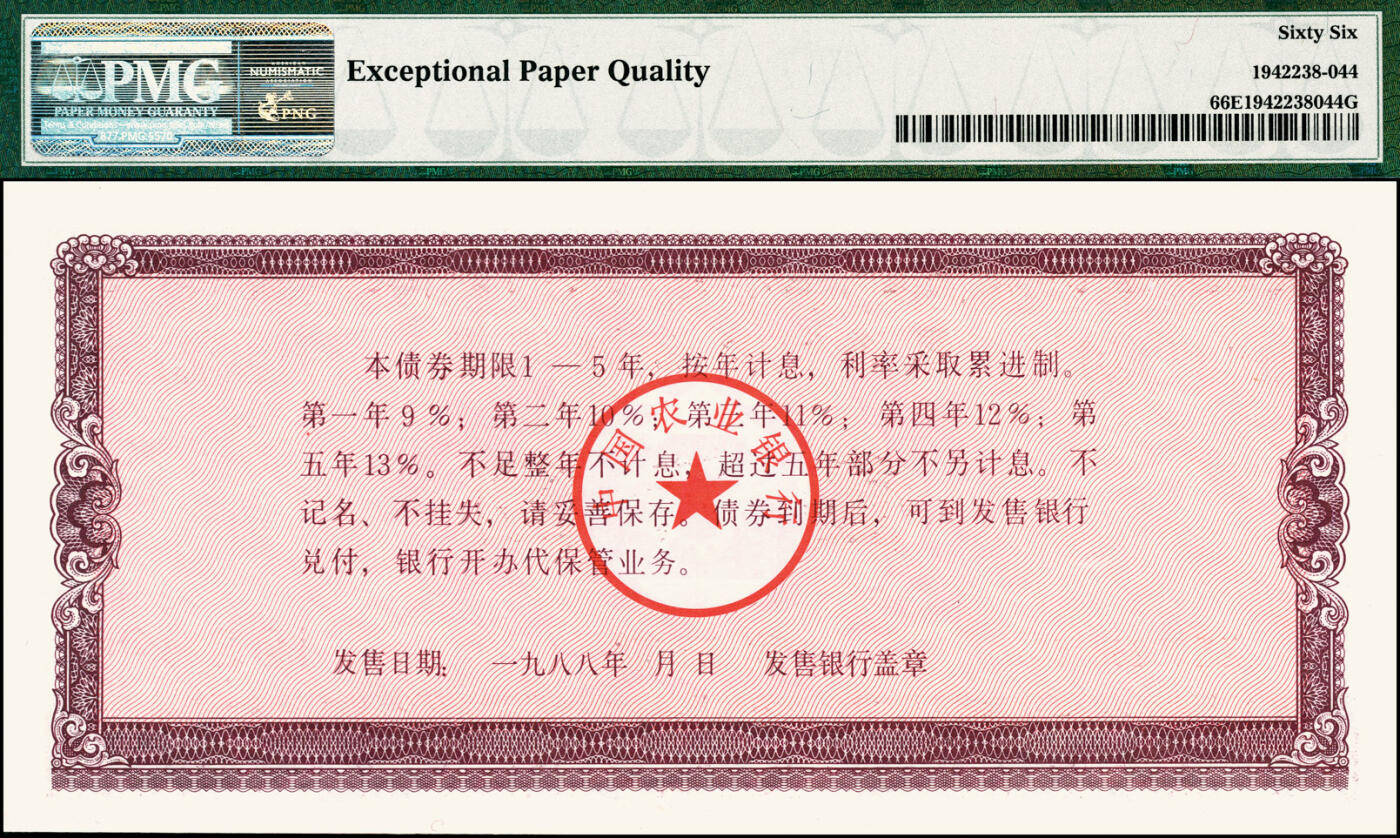 Sixty Six
PMG
NUMISMATIC
PNG
PAPER MONEY GUARANTY
877-PMG-5570
Exceptional Paper Quality
1942238-044
66E1942238044G
本债券期限1—5年，按年计息，利率采取累进制。
第一年9%；第二年10%；第三年11%；第四年12%；第
五年13%。不足整年不计息，超过五年部分不另计息。不
记名、不挂失，请妥善保存。债券到期后，可到发售银行
兑付，银行开办代保管业务。
中国农业银行
发售日期： 一九八八年 月 日 发售银行盖章